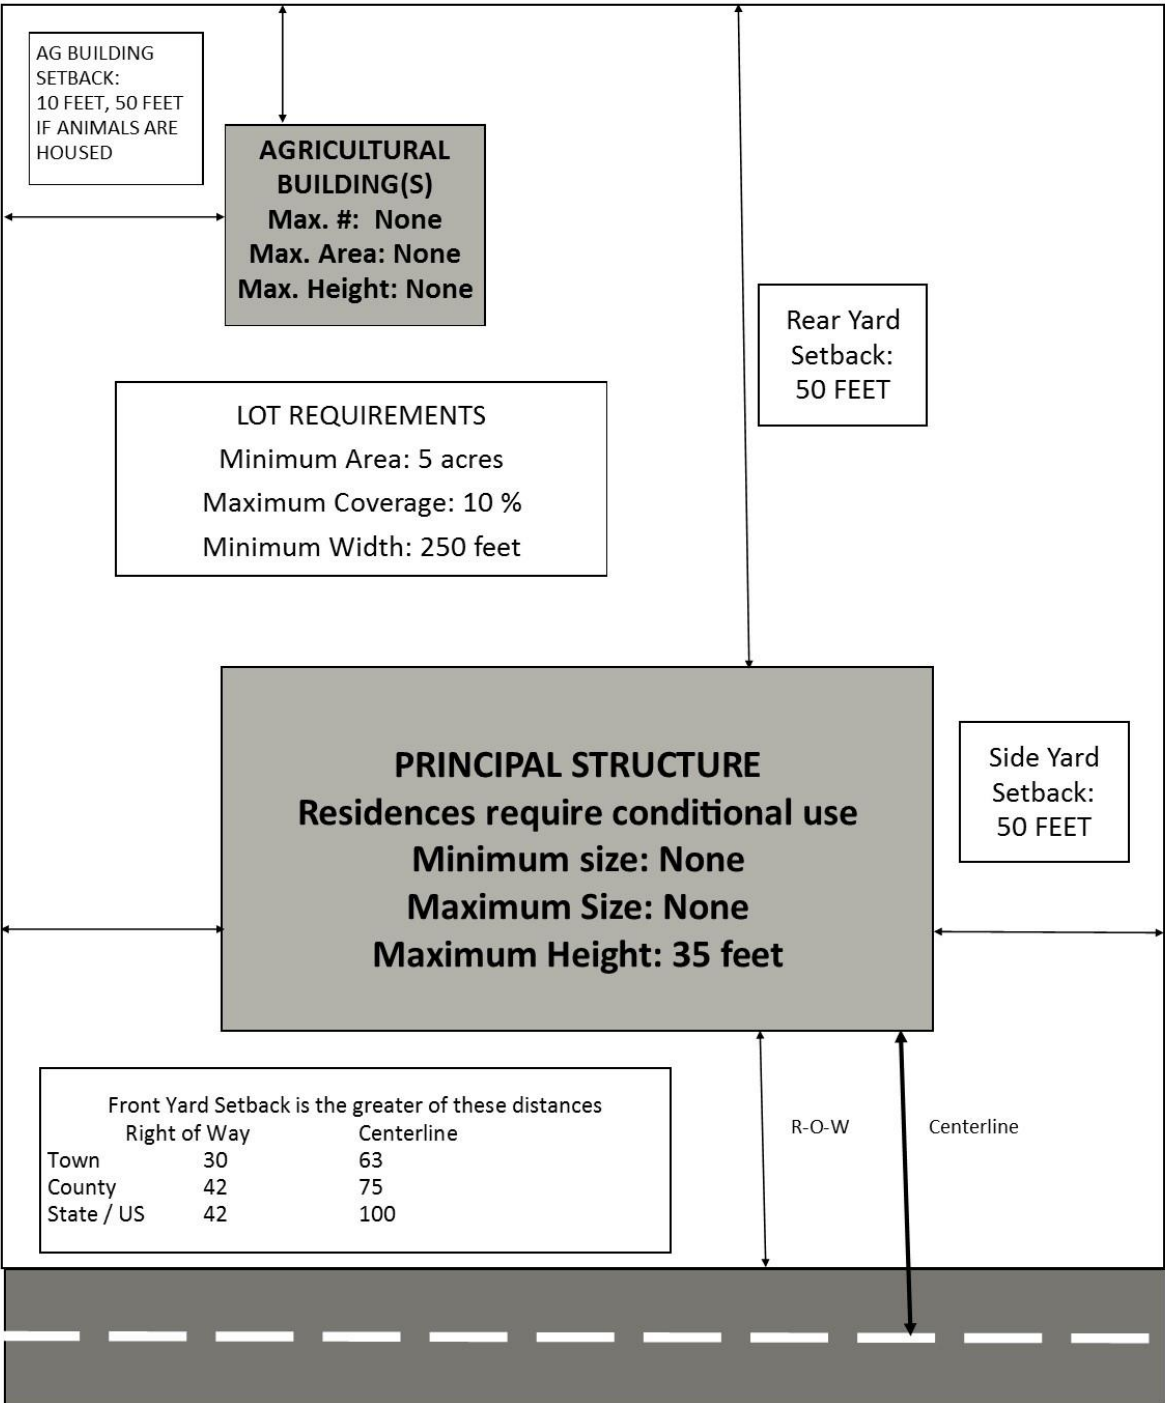 AG BUILDING
SETBACK:
10 FEET, 50 FEET
IF ANIMALS ARE
HOUSED
AGRICULTURAL
BUILDING(S)
Max. #:  None
Max. Area: None
Max. Height: None
Rear Yard
Setback:
50 FEET
LOT REQUIREMENTS
Minimum Area: 5 acres
Maximum Coverage: 10 %
Minimum Width: 250 feet
PRINCIPAL STRUCTURE
Residences require conditional use
Minimum size: None
Maximum Size: None
Maximum Height: 35 feet
Side Yard
Setback:
50 FEET
Front Yard Setback is the greater of these distances
Right of Way Centerline
Town 30 63
County 42 75
State / US 42 100
R-O-W
Centerline